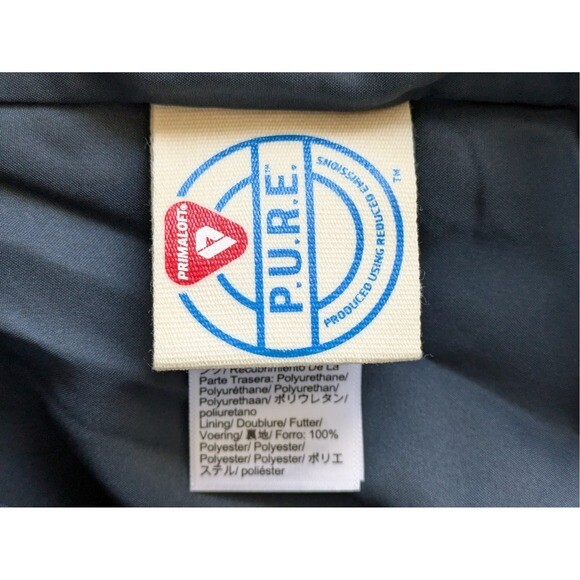 PRIMALOFT®
P.U.R.E.™
PRODUCED USING REDUCED EMISSIONS
™
Recubrimiento De La
Parte Trasera: Polyurethane/
Polyuréthane/ Polyurethan/
Polyurethaan/ ポリウレタン/
poliuretano
Lining/ Doublure/ Futter/
Voering/ 裏地/ Forro: 100%
Polyester/ Polyester/
Polyester/ Polyester/ ポリエ
ステル/ poliéster